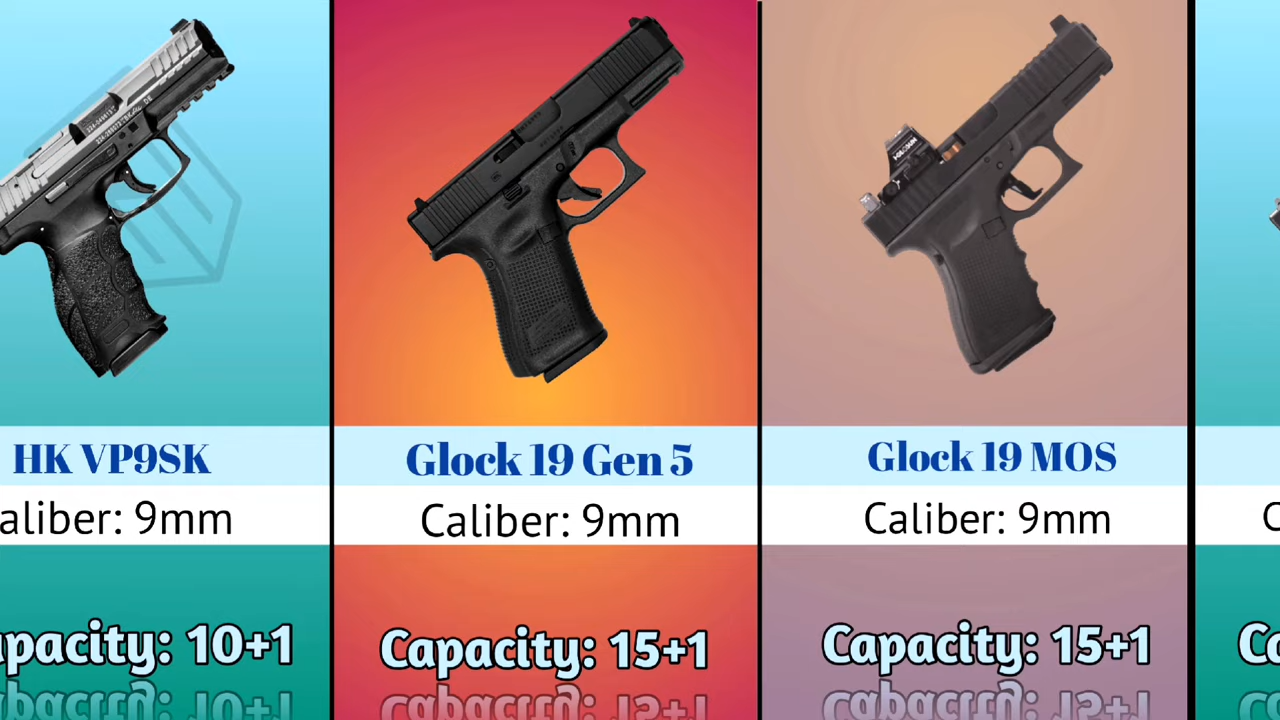 HK VP9SK
aliber: 9mm
apacity: 10+1
Glock 19 Gen 5
Caliber: 9mm
Capacity: 15+1
Glock 19 MOS
Caliber: 9mm
Capacity: 15+1
C
Ca